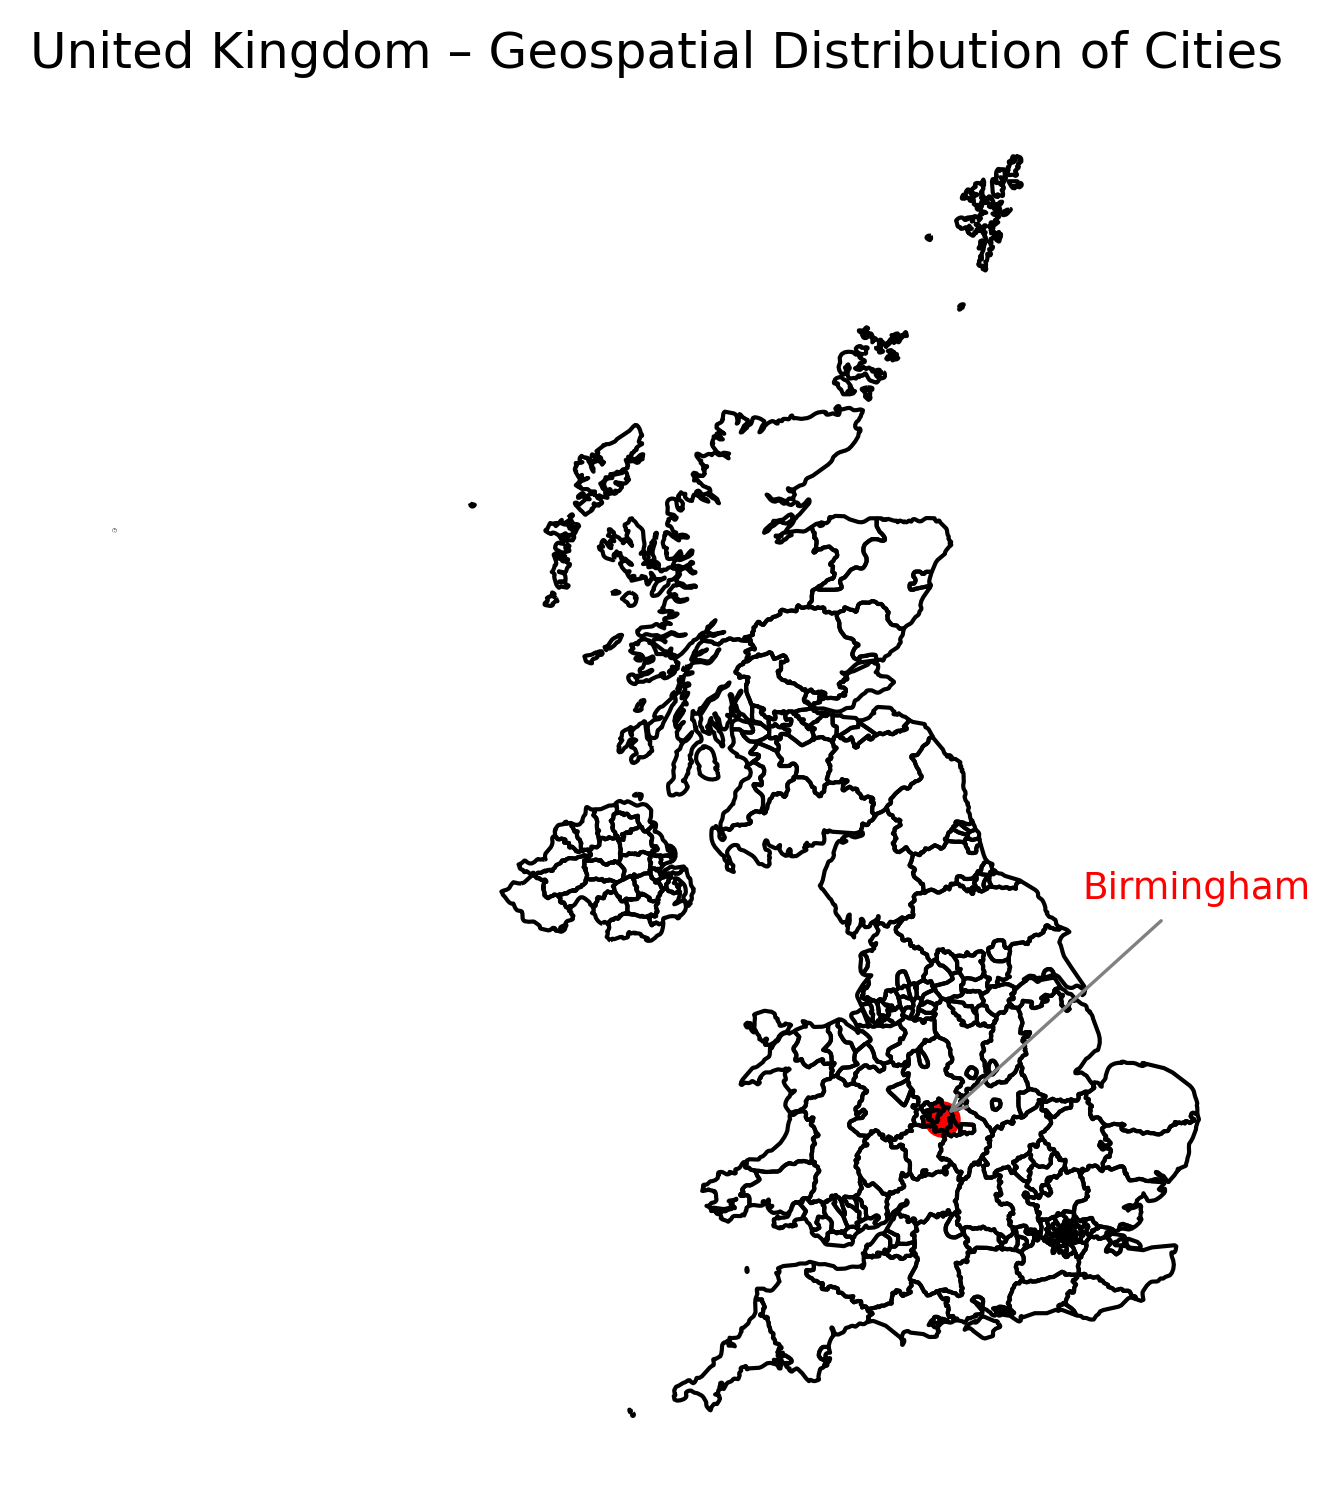 United Kingdom – Geospatial Distribution of Cities
Birmingham